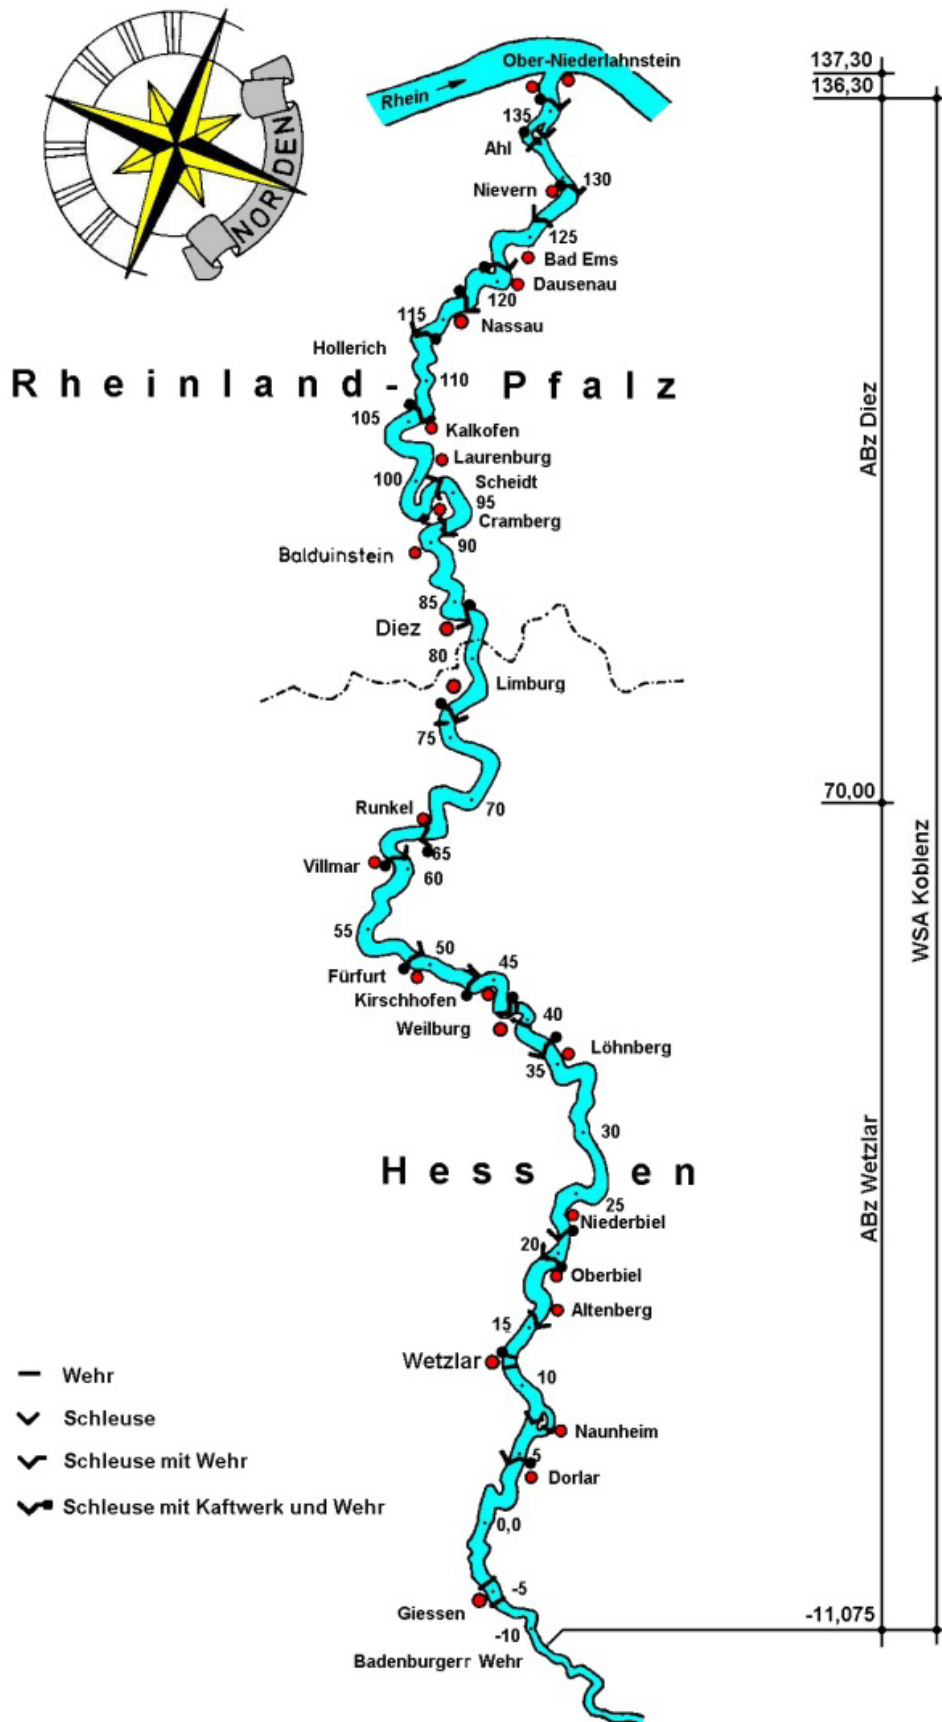 NORDEN
Ober-Niederlahnstein
137,30
136,30
Rhein
135
Ahl
Nievern
130
125
Bad Ems
Dausenau
120
115
Nassau
Hollerich
110
Rheinland-Pfalz
105
Kalkofen
Laurenburg
100
Scheidt
95
Cramberg
90
Balduinstein
85
Diez
80
Limburg
75
70
Runkel
65
Villmar
60
55
50
45
Fürfurt
Kirschhofen
40
Weilburg
Löhnberg
35
30
Hessen
25
Niederbiel
20
Oberbiel
Altenberg
15
Wetzlar
10
Naunheim
5
Dorlar
0,0
-5
Giessen
-10
Badenburgerr Wehr
ABz Diez
70,00
WSA Koblenz
ABz Wetzlar
-11,075
Wehr
Schleuse
Schleuse mit Wehr
Schleuse mit Kaftwerk und Wehr